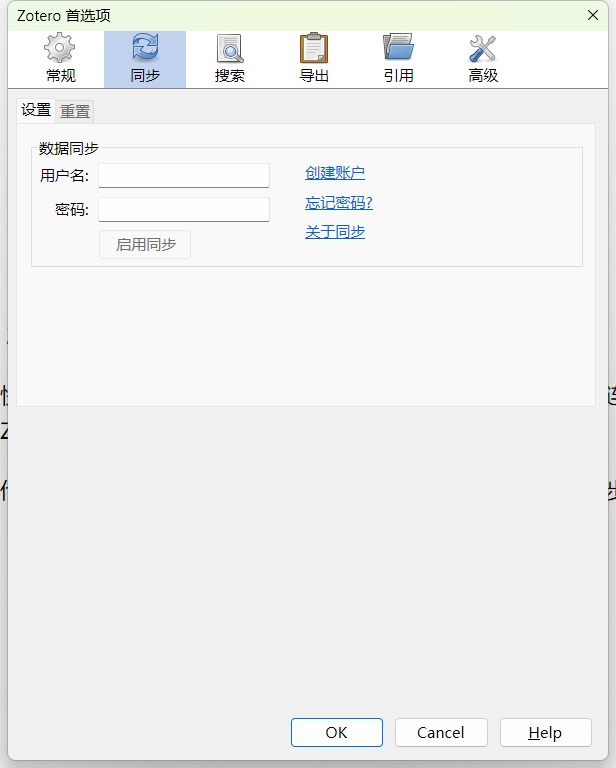 Zotero 首选项
常规 同步 搜索 导出 引用 高级
设置 重置
数据同步
用户名: 创建账户
密码: 忘记密码?
启用同步 关于同步
OK Cancel Help